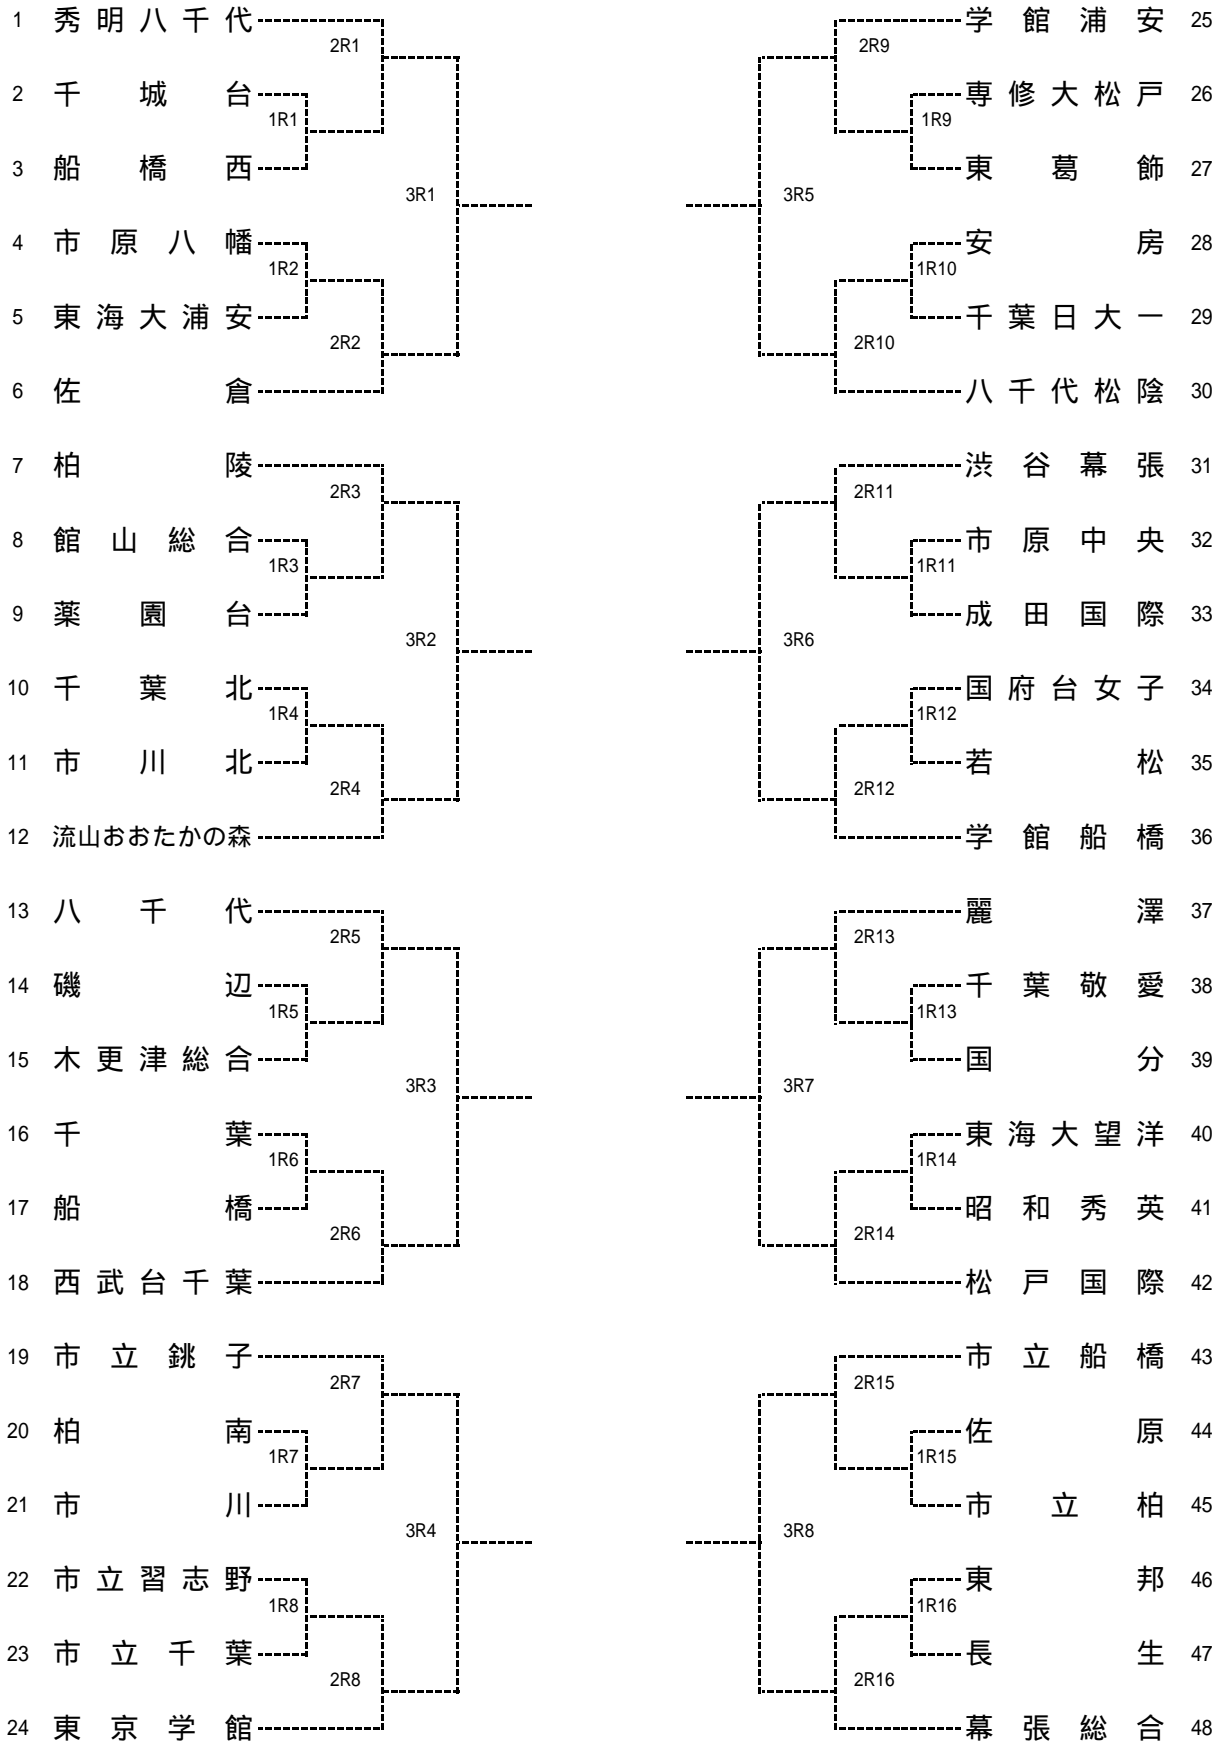 1 秀明八千代
2R1
2 千城台
1R1
3 船橋西
3R1
4 市原八幡
1R2
5 東海大浦安
2R2
6 佐倉
7 柏陵
2R3
8 館山総合
1R3
9 薬園台
3R2
10 千葉北
1R4
11 市川北
2R4
12 流山おおたかの森
13 八千代
2R5
14 磯辺
1R5
15 木更津総合
3R3
16 千葉
1R6
17 船橋
2R6
18 西武台千葉
19 市立銚子
2R7
20 柏南
1R7
21 市川
3R4
22 市立習志野
1R8
23 市立千葉
2R8
24 東京学館
学館浦安 25
2R9
専修大松戸 26
1R9
東葛飾 27
3R5
安房 28
1R10
千葉日大一 29
2R10
八千代松陰 30
渋谷幕張 31
2R11
市原中央 32
1R11
成田国際 33
3R6
国府台女子 34
1R12
若松 35
2R12
学館船橋 36
麗澤 37
2R13
千葉敬愛 38
1R13
国分 39
3R7
東海大望洋 40
1R14
昭和秀英 41
2R14
松戸国際 42
市立船橋 43
2R15
佐原 44
1R15
市立柏 45
3R8
東邦 46
1R16
長生 47
2R16
幕張総合 48